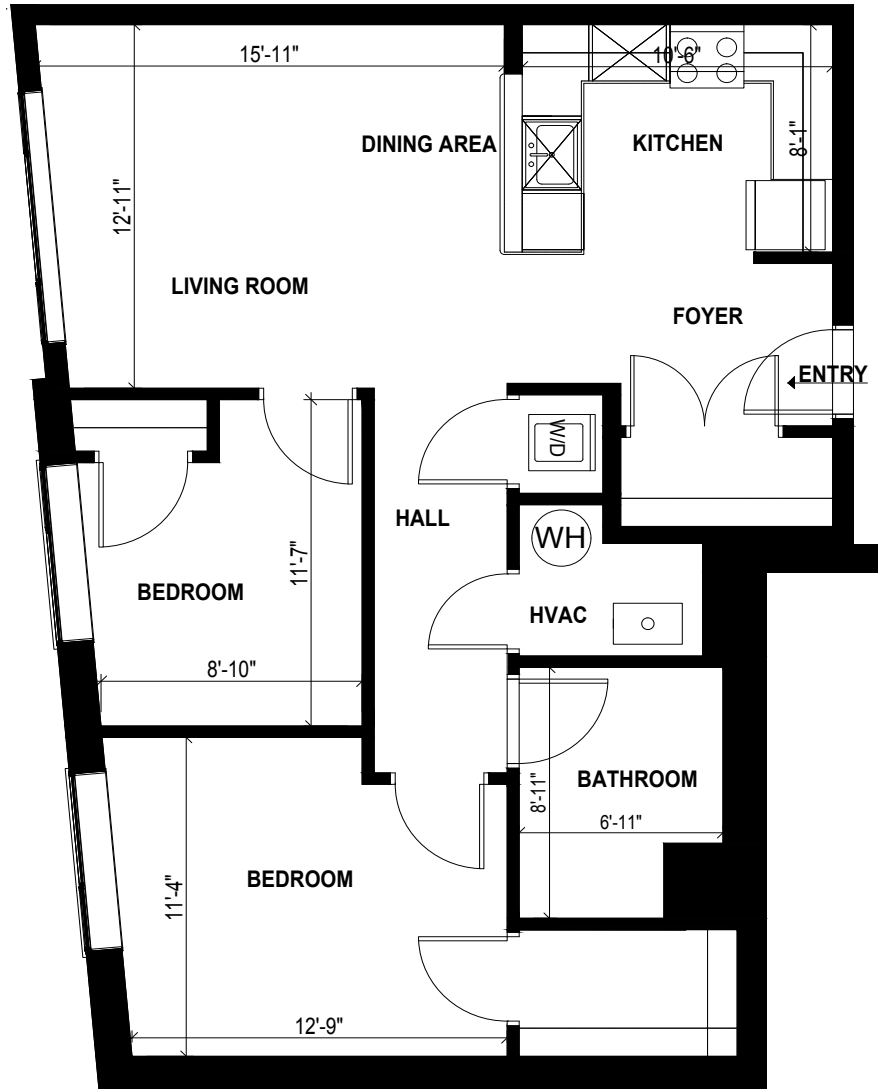 15'-11"
10'-6"
DINING AREA
KITCHEN
8'-1"
12'-11"
LIVING ROOM
FOYER
ENTRY
W/D
HALL
WH
11'-7"
BEDROOM
HVAC
8'-10"
BATHROOM
8'-11"
6'-11"
BEDROOM
11'-4"
12'-9"